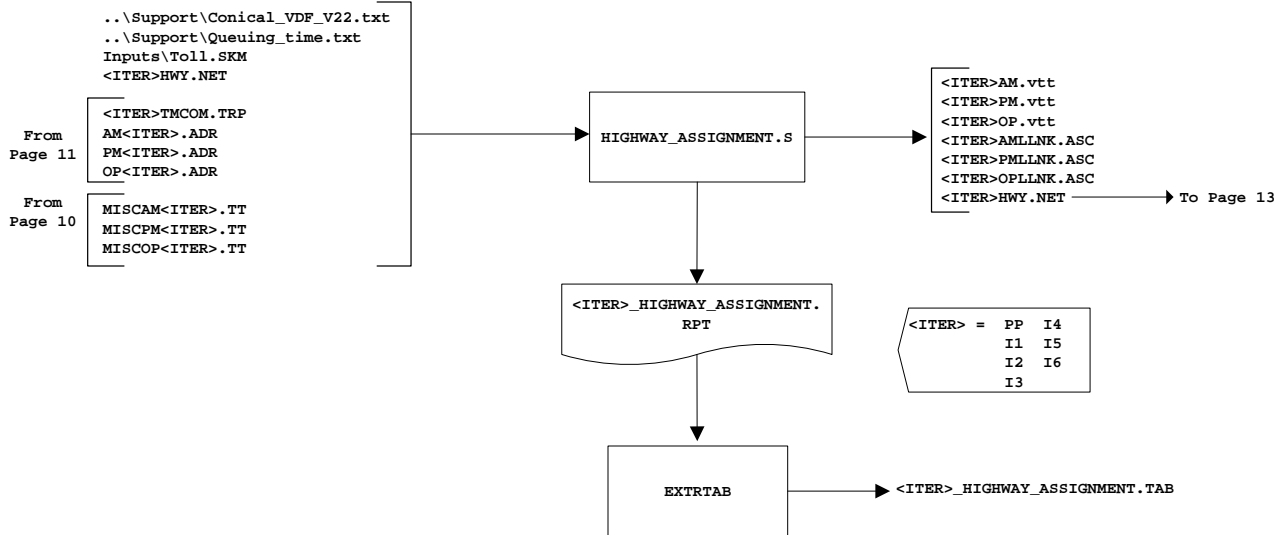 ..\Support\Conical_VDF_V22.txt
..\Support\Queuing_time.txt
Inputs\Toll.SKM
<ITER>HWY.NET
From
Page 11
<ITER>TMCOM.TRP
AM<ITER>.ADR
PM<ITER>.ADR
OP<ITER>.ADR
From
Page 10
MISCAM<ITER>.TT
MISCPM<ITER>.TT
MISCOP<ITER>.TT
HIGHWAY_ASSIGNMENT.S
<ITER>AM.vtt
<ITER>PM.vtt
<ITER>OP.vtt
<ITER>AMLLNK.ASC
<ITER>PMLLNK.ASC
<ITER>OPLLNK.ASC
<ITER>HWY.NET
To Page 13
<ITER>_HIGHWAY_ASSIGNMENT.
RPT
<ITER> = PP I4
I1 I5
I2 I6
I3
EXTRTAB
<ITER>_HIGHWAY_ASSIGNMENT.TAB